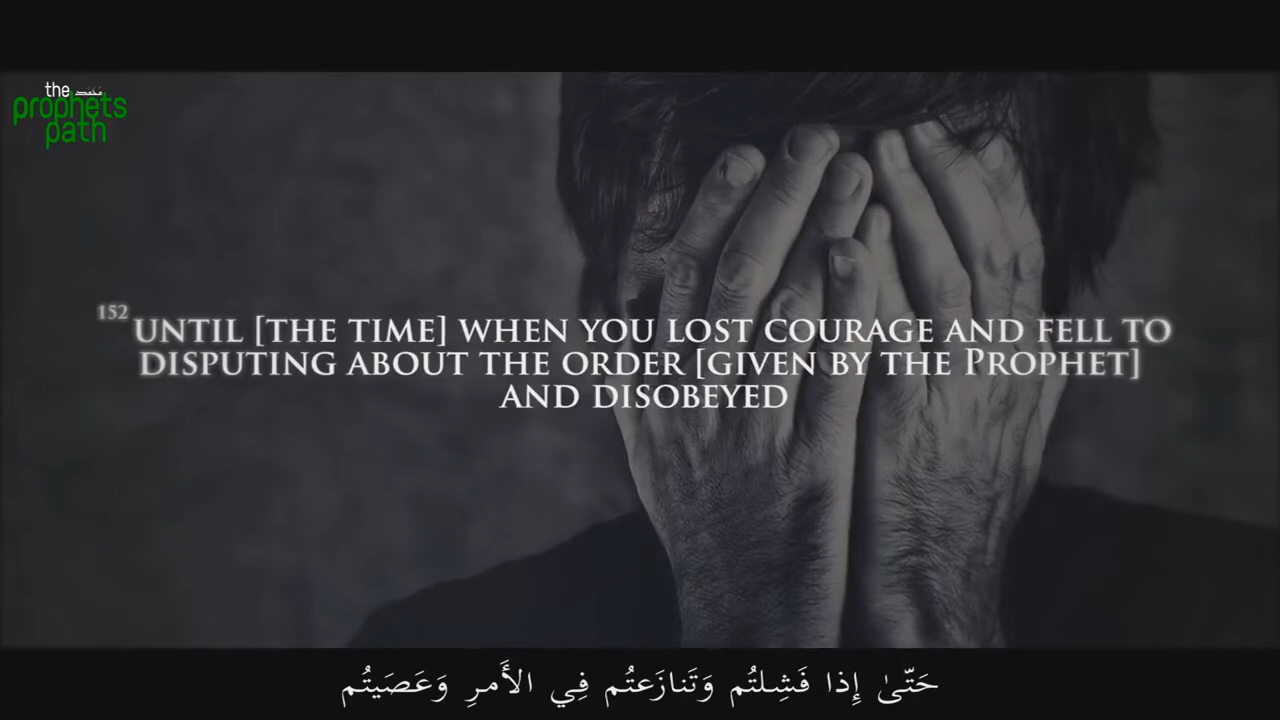 the محمد
prophets
path
152 UNTIL [THE TIME] WHEN YOU LOST COURAGE AND FELL TO
DISPUTING ABOUT THE ORDER [GIVEN BY THE PROPHET]
AND DISOBEYED
حَتّىٰ إِذا فَشِلتُم وَتَنازَعتُم فِي الأَمرِ وَعَصَيتُم